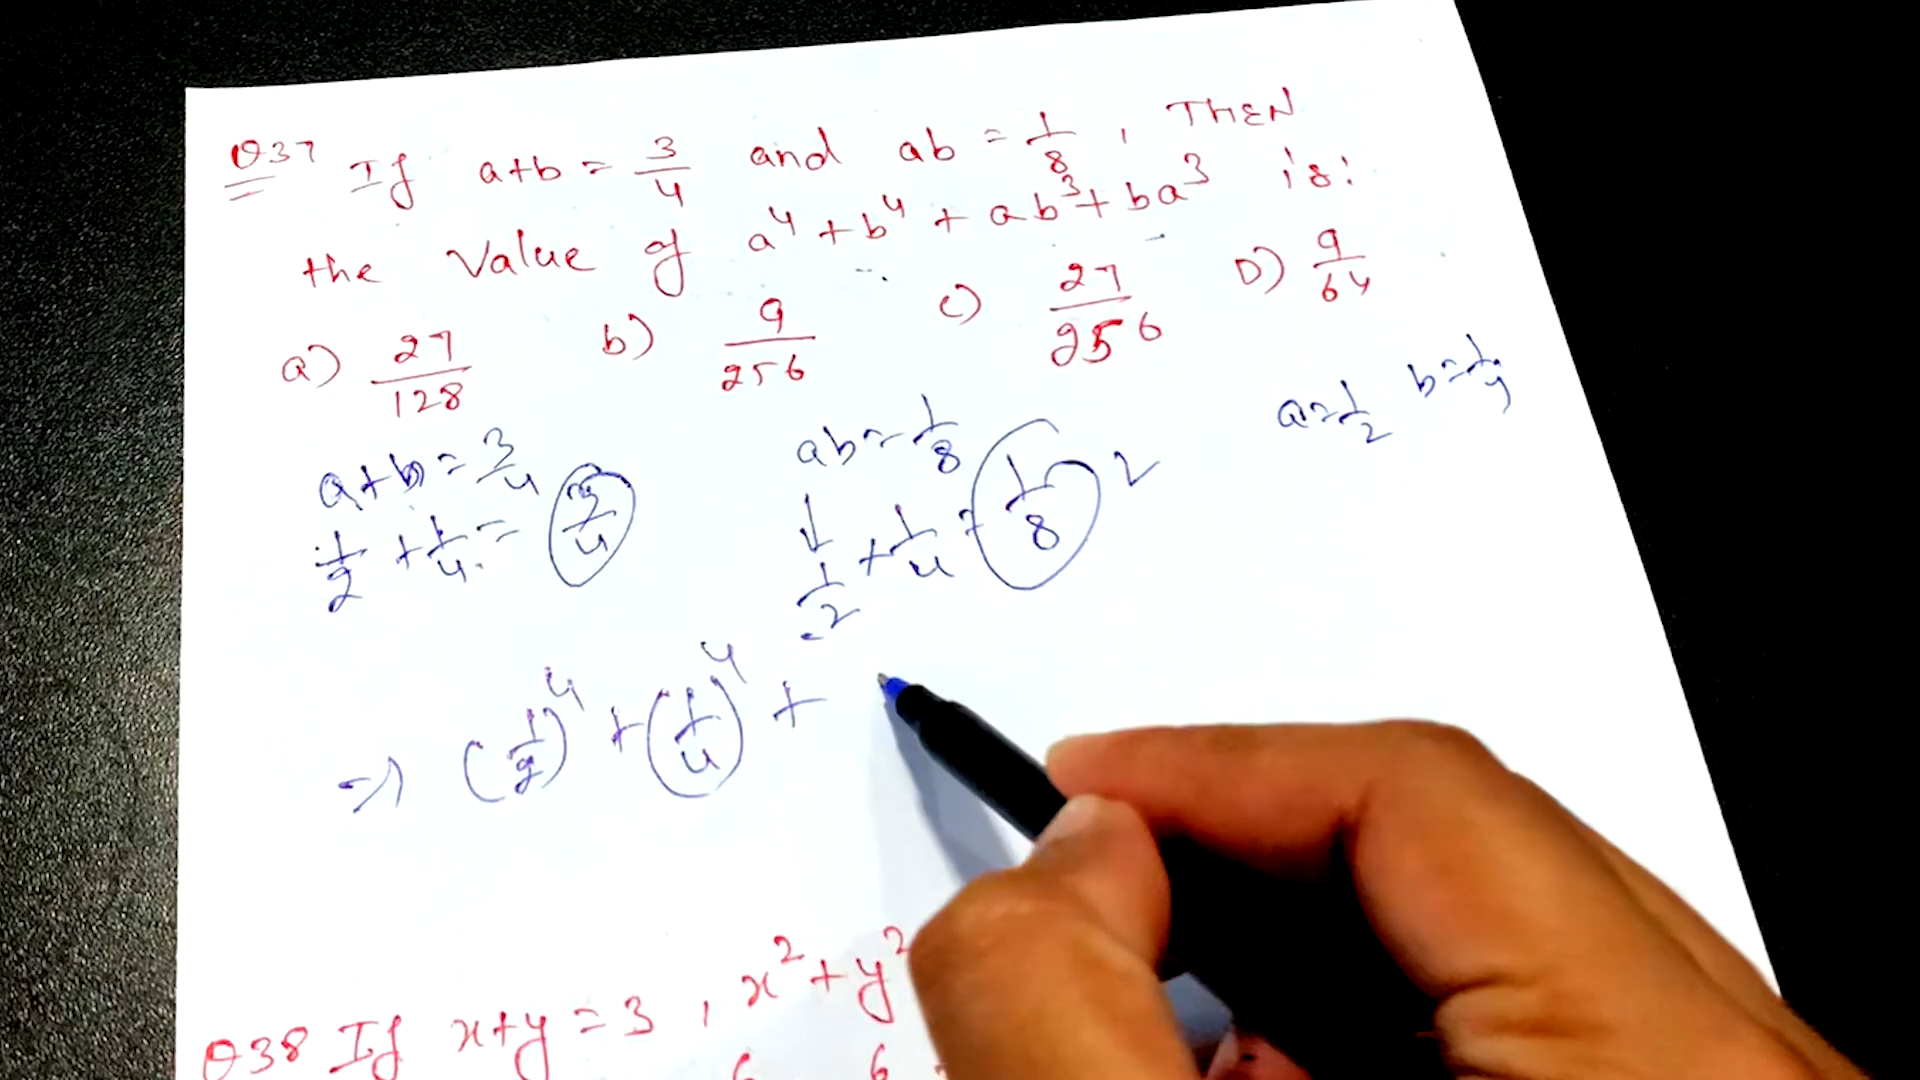 Q37 If a+b = 3/4 and ab = 1/8 , THEN
the Value of a⁴+b⁴+ab³+ba³ is:
a) 27/128 b) 9/256 c) 27/256 D) 9/64
a=1/2 b=1/4
a+b=3/4 ab=1/8
1/2+1/4=3/4 1/2+1/4=1/8
⇒ (1/2)⁴+(1/4)⁴+
Q38 If x+y=3, x²+y²